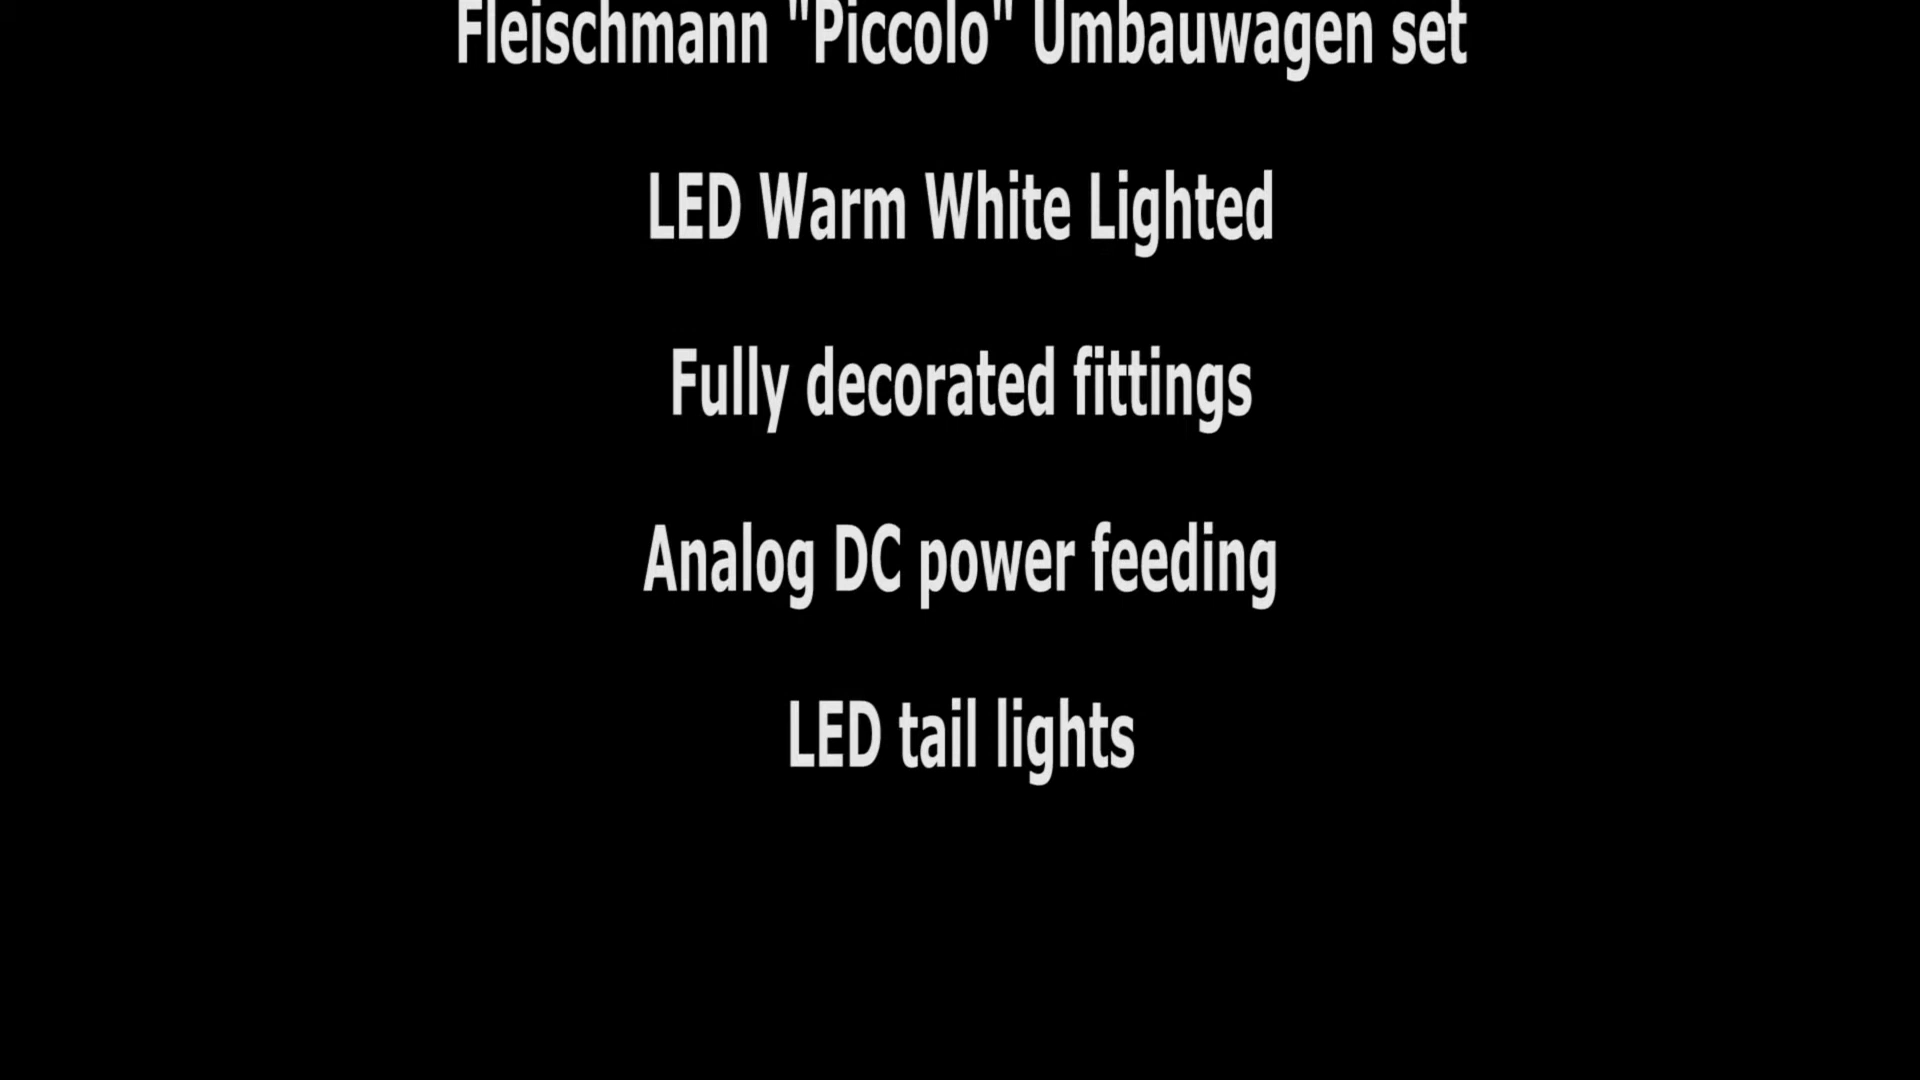 Fleischmann "Piccolo" Umbauwagen set
LED Warm White Lighted
Fully decorated fittings
Analog DC power feeding
LED tail lights